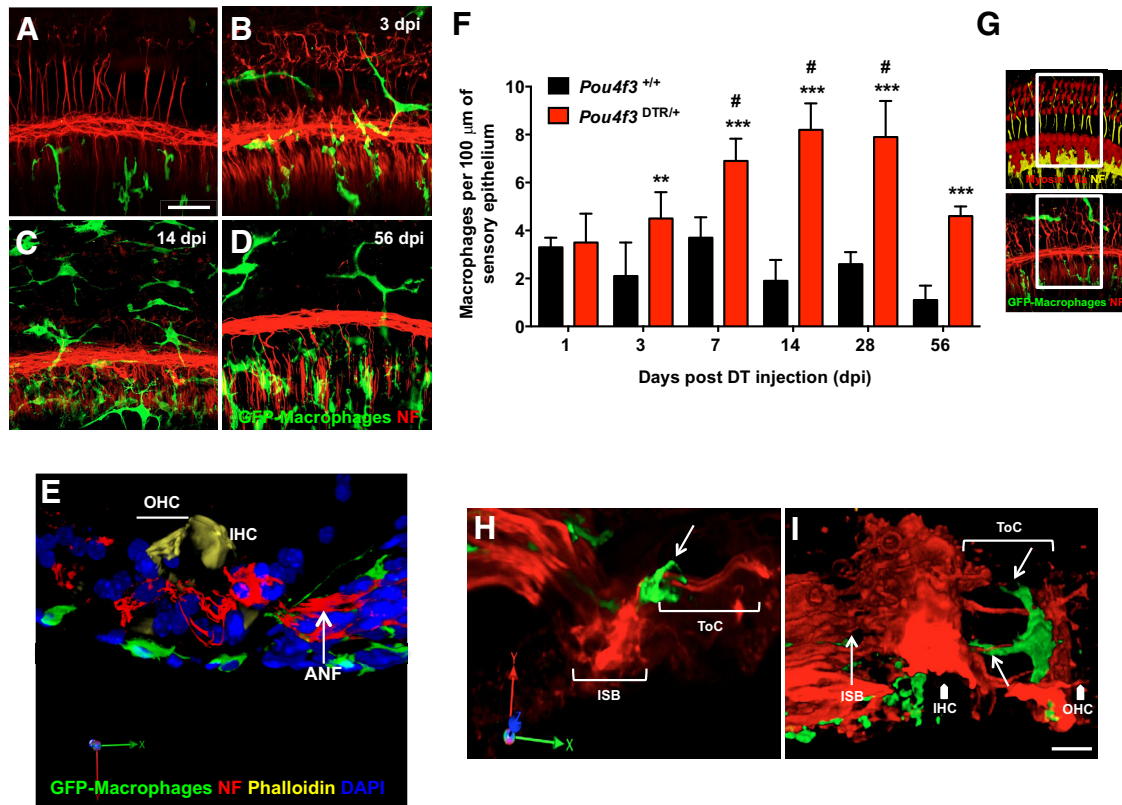 A
B
3 dpi
C
14 dpi
D
56 dpi
GFP-Macrophages NF
E
OHC
IHC
ANF
X
GFP-Macrophages NF Phalloidin DAPI
F
Macrophages per 100 μm of
sensory epithelium
10
8
6
4
2
0
Pou4f3 +/+
Pou4f3 DTR/+
**
#
***
#
***
#
***
***
1 3 7 14 28 56
Days post DT injection (dpi)
G
Myosin VIIa NF
GFP-Macrophages NF
H
ToC
ISB
Y
Z
X
I
ToC
ISB
IHC
OHC